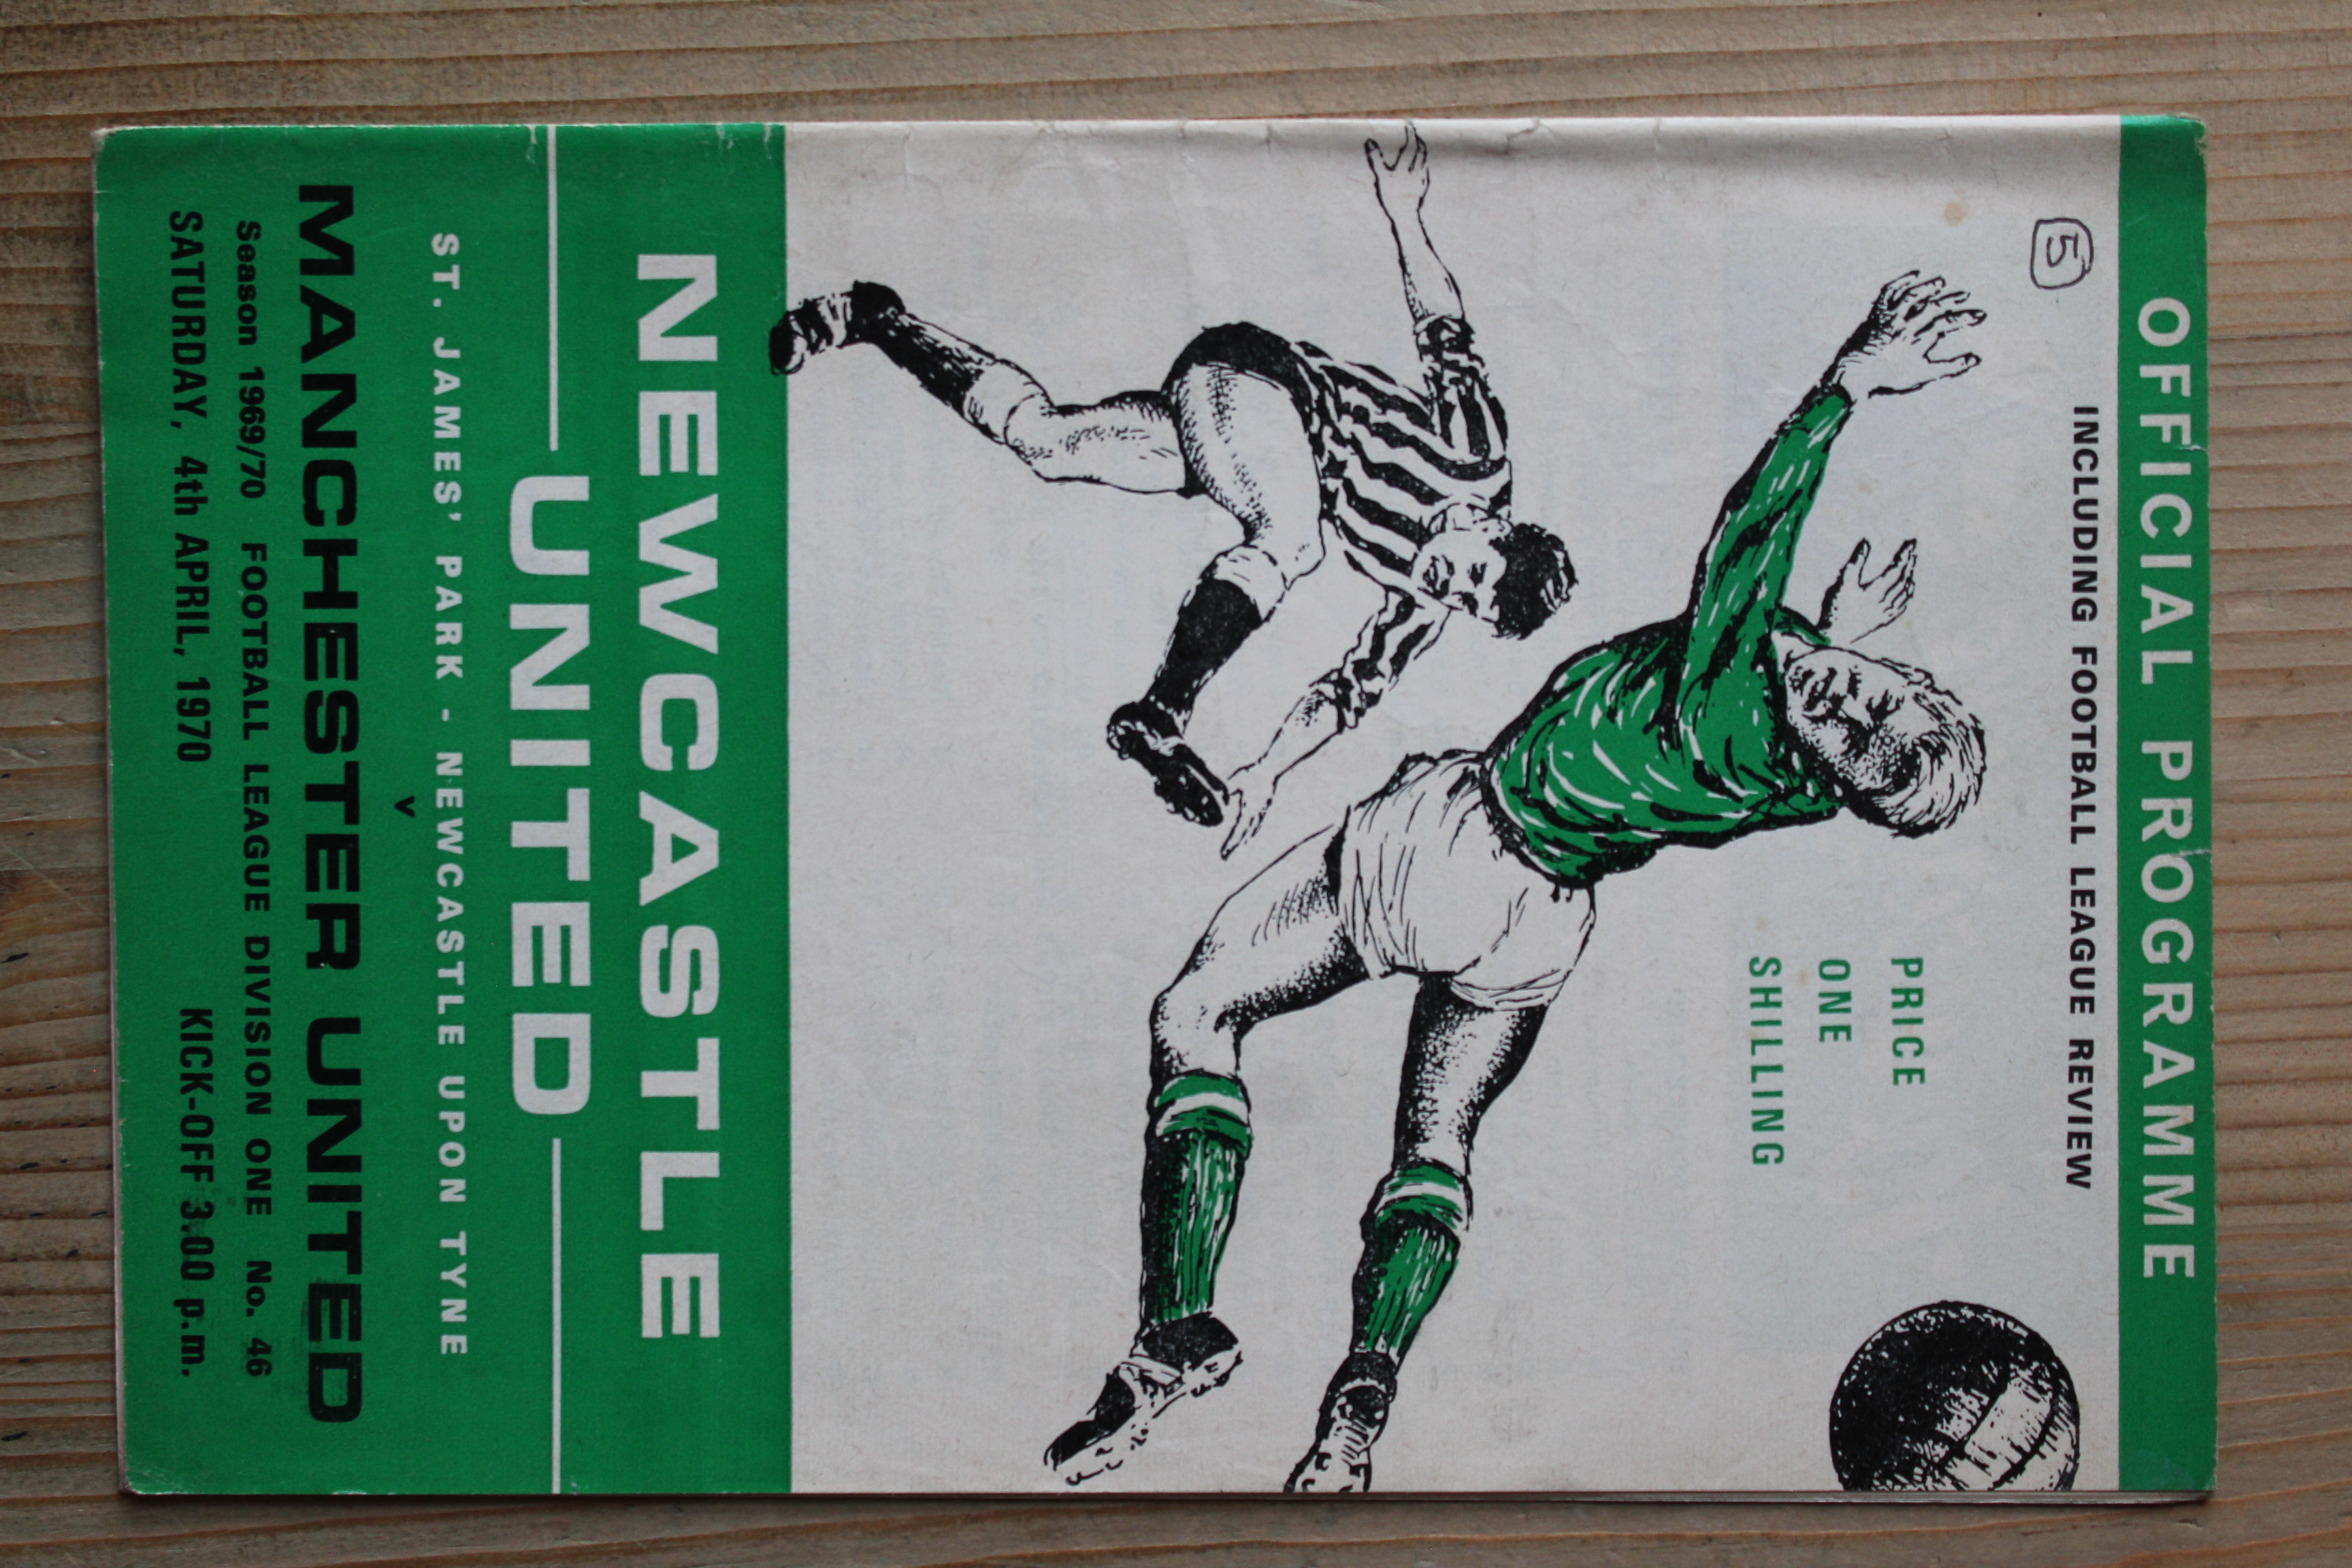 OFFICIAL PROGRAMME
5
INCLUDING FOOTBALL LEAGUE REVIEW
PRICE
ONE
SHILLING
NEWCASTLE
UNITED
ST. JAMES' PARK - NEWCASTLE UPON TYNE
v
MANCHESTER UNITED
Season 1969/70 FOOTBALL LEAGUE DIVISION ONE No. 46
SATURDAY, 4th APRIL, 1970 KICK-OFF 3.00 p.m.